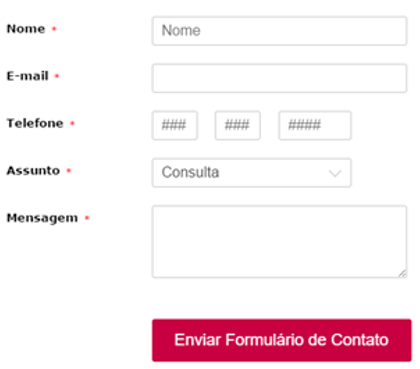 Nome * Nome
E-mail *
Telefone * ### ### ####
Assunto * Consulta
Mensagem *
Enviar Formulário de Contato